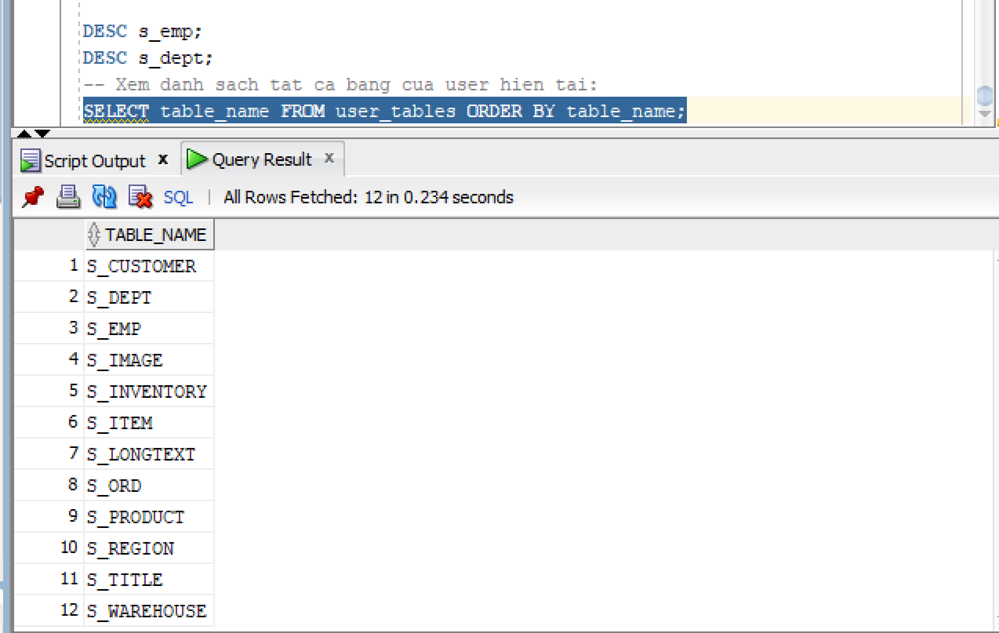 DESC s_emp;
DESC s_dept;
-- Xem danh sach tat ca bang cua user hien tai:
SELECT table_name FROM user_tables ORDER BY table_name;
Script Output x Query Result x
SQL | All Rows Fetched: 12 in 0.234 seconds
TABLE_NAME
1 S_CUSTOMER
2 S_DEPT
3 S_EMP
4 S_IMAGE
5 S_INVENTORY
6 S_ITEM
7 S_LONGTEXT
8 S_ORD
9 S_PRODUCT
10 S_REGION
11 S_TITLE
12 S_WAREHOUSE